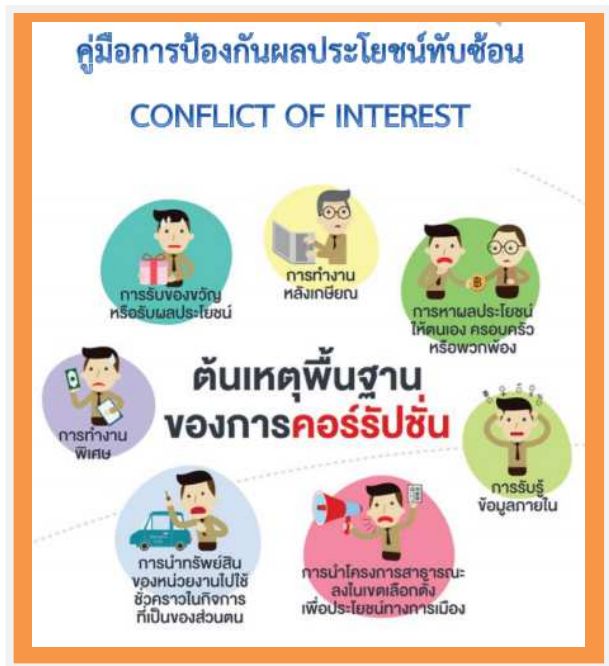 คู่มือการป้องกันผลประโยชน์ทับซ้อน
CONFLICT OF INTEREST
การรับของขวัญ
หรือรับผลประโยชน์
การทำงาน
หลังเกษียณ
การหาผลประโยชน์
ให้ตนเอง ครอบครัว
หรือพวกพ้อง
ต้นเหตุพื้นฐาน
ของการคอร์รัปชั่น
การทำงาน
พิเศษ
การรับรู้
ข้อมูลภายใน
การนำทรัพย์สิน
ของหน่วยงานไปใช้
ชั่วคราวในกิจการ
ที่เป็นของส่วนตน
การนำโครงการสาธารณะ
ลงในเขตเลือกตั้ง
เพื่อประโยชน์ทางการเมือง